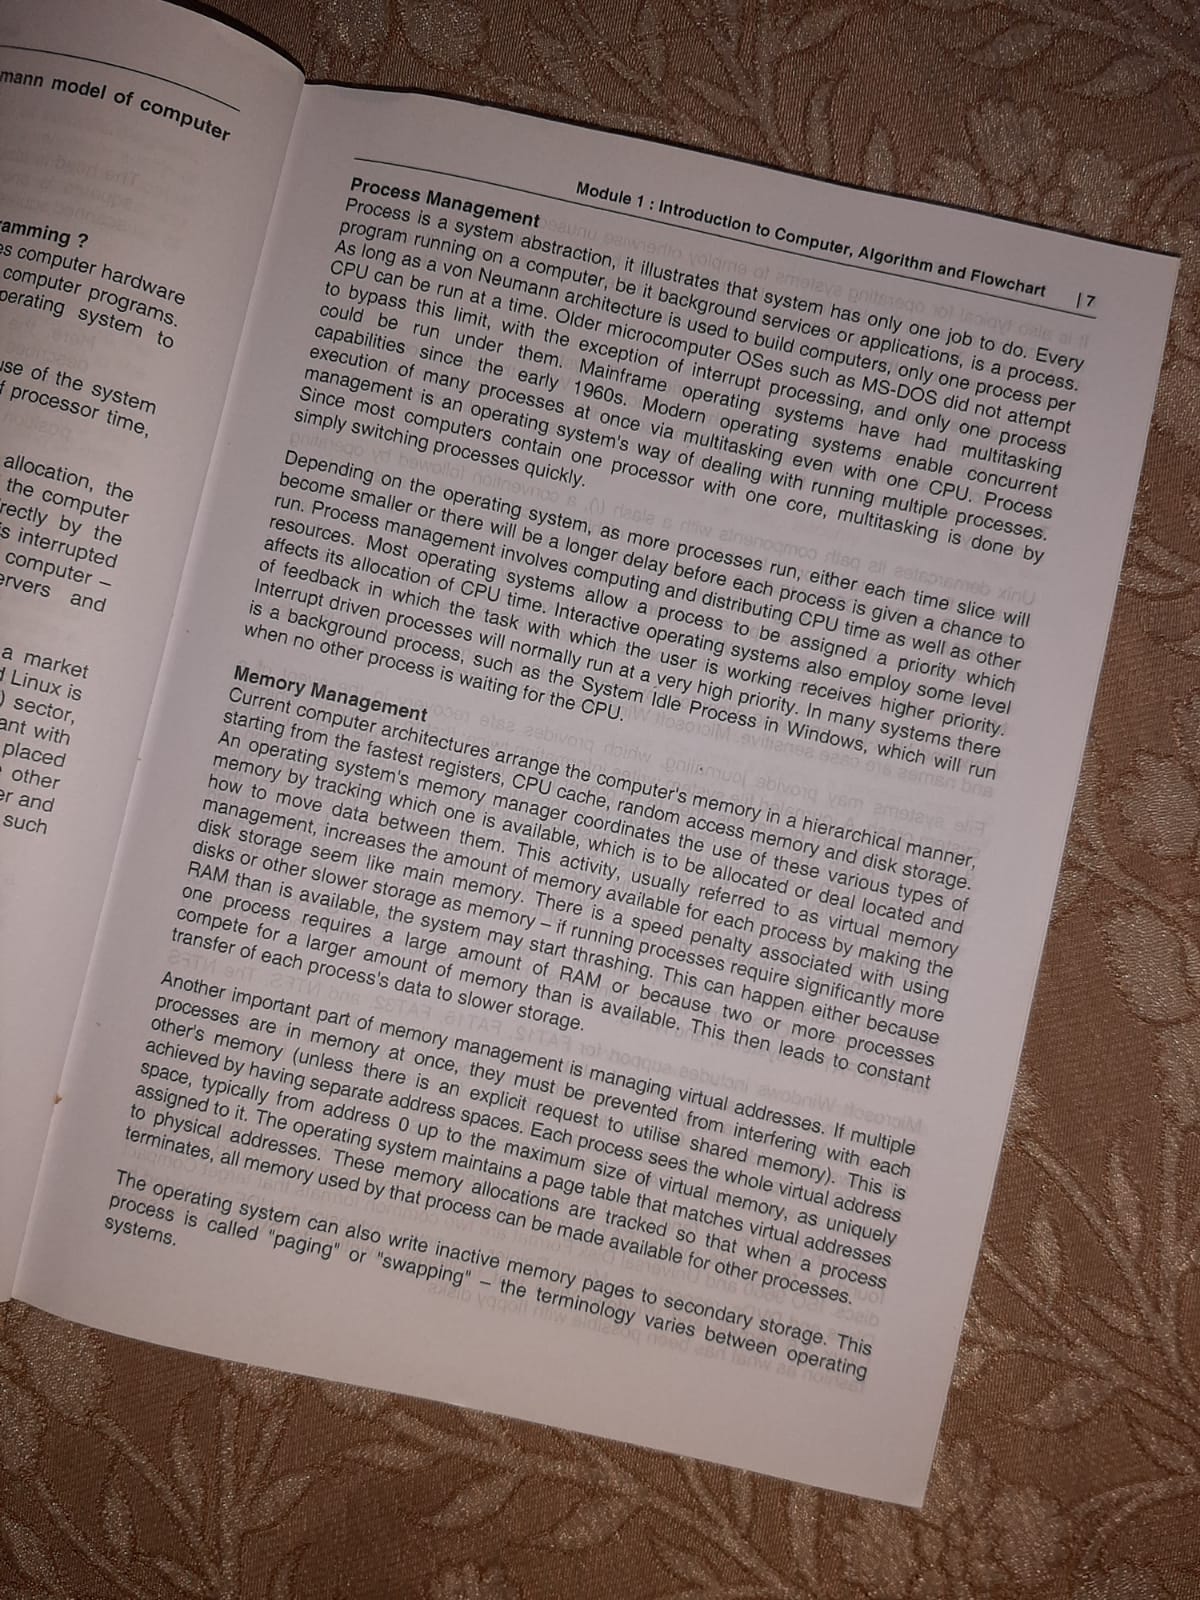 mann model of computer
amming ?
es computer hardware
computer programs.
perating system to
use of the system
f processor time,
allocation, the
the computer
rectly by the
s interrupted
computer –
ervers and
a market
d Linux is
) sector,
ant with
placed
other
er and
such
Module 1 : Introduction to Computer, Algorithm and Flowchart | 7
Process Management
Process is a system abstraction, it illustrates that system has only one job to do. Every
program running on a computer, be it background services or applications, is a process.
As long as a von Neumann architecture is used to build computers, only one process per
CPU can be run at a time. Older microcomputer OSes such as MS-DOS did not attempt
to bypass this limit, with the exception of interrupt processing, and only one process
could be run under them. Mainframe operating systems have had multitasking
capabilities since the early 1960s. Modern operating systems enable concurrent
execution of many processes at once via multitasking even with one CPU. Process
management is an operating system's way of dealing with running multiple processes.
Since most computers contain one processor with one core, multitasking is done by
simply switching processes quickly.
Depending on the operating system, as more processes run, either each time slice will
become smaller or there will be a longer delay before each process is given a chance to
run. Process management involves computing and distributing CPU time as well as other
resources. Most operating systems allow a process to be assigned a priority which
affects its allocation of CPU time. Interactive operating systems also employ some level
of feedback in which the task with which the user is working receives higher priority.
Interrupt driven processes will normally run at a very high priority. In many systems there
is a background process, such as the System Idle Process in Windows, which will run
when no other process is waiting for the CPU.
Memory Management
Current computer architectures arrange the computer's memory in a hierarchical manner,
starting from the fastest registers, CPU cache, random access memory and disk storage.
An operating system's memory manager coordinates the use of these various types of
memory by tracking which one is available, which is to be allocated or deal located and
how to move data between them. This activity, usually referred to as virtual memory
management, increases the amount of memory available for each process by making the
disk storage seem like main memory. There is a speed penalty associated with using
disks or other slower storage as memory – if running processes require significantly more
RAM than is available, the system may start thrashing. This can happen either because
one process requires a large amount of RAM or because two or more processes
compete for a larger amount of memory than is available. This then leads to constant
transfer of each process's data to slower storage.
Another important part of memory management is managing virtual addresses. If multiple
processes are in memory at once, they must be prevented from interfering with each
other's memory (unless there is an explicit request to utilise shared memory). This is
achieved by having separate address spaces. Each process sees the whole virtual address
space, typically from address 0 up to the maximum size of virtual memory, as uniquely
assigned to it. The operating system maintains a page table that matches virtual addresses
to physical addresses. These memory allocations are tracked so that when a process
terminates, all memory used by that process can be made available for other processes.
The operating system can also write inactive memory pages to secondary storage. This
process is called "paging" or "swapping" – the terminology varies between operating
systems.